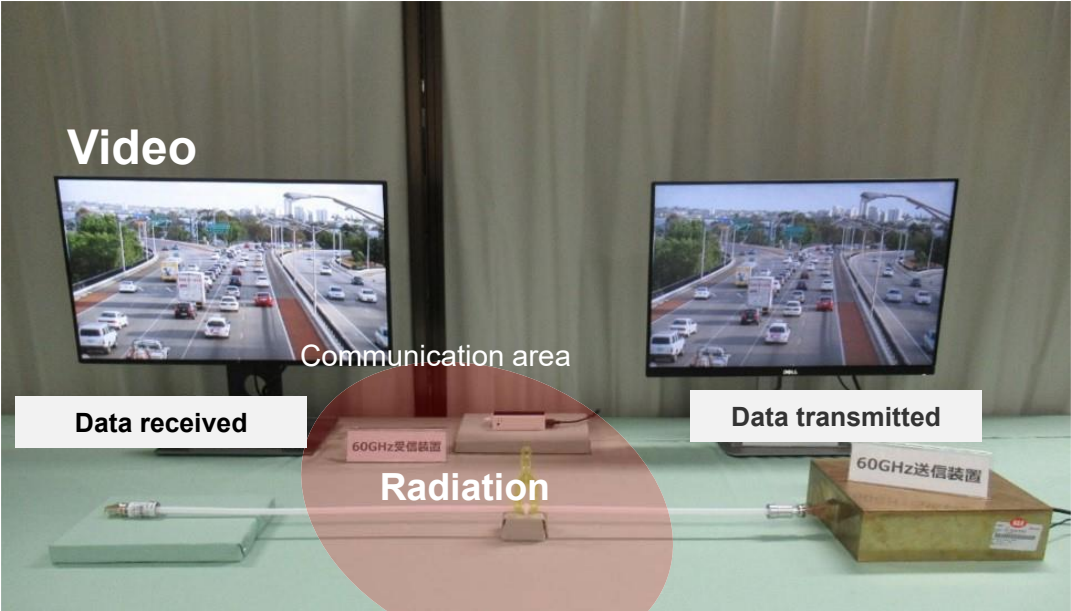 Video
Communication area
Data received
Data transmitted
DELL
60GHz受信装置
60GHz送信装置
Radiation